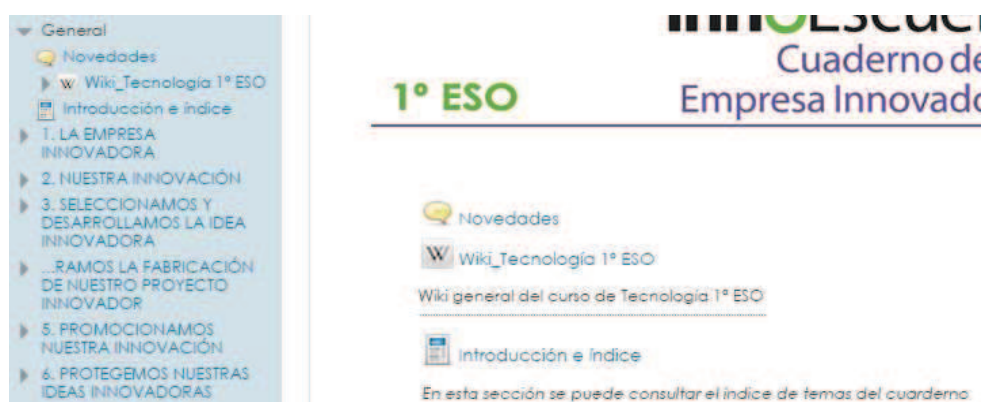 General
Novedades
Wiki_Tecnología 1º ESO
Introducción e índice
1. LA EMPRESA
INNOVADORA
2. NUESTRA INNOVACIÓN
3. SELECCIONAMOS Y
DESARROLLAMOS LA IDEA
INNOVADORA
...RAMOS LA FABRICACIÓN
DE NUESTRO PROYECTO
INNOVADOR
5. PROMOCIONAMOS
NUESTRA INNOVACIÓN
6. PROTEGEMOS NUESTRAS
IDEAS INNOVADORAS
Cuaderno de
1º ESO
Empresa Innovado
Novedades
W Wiki_Tecnología 1º ESO
Wiki general del curso de Tecnología 1º ESO
Introducción e índice
En esta sección se puede consultar el índice de temas del cuarderno